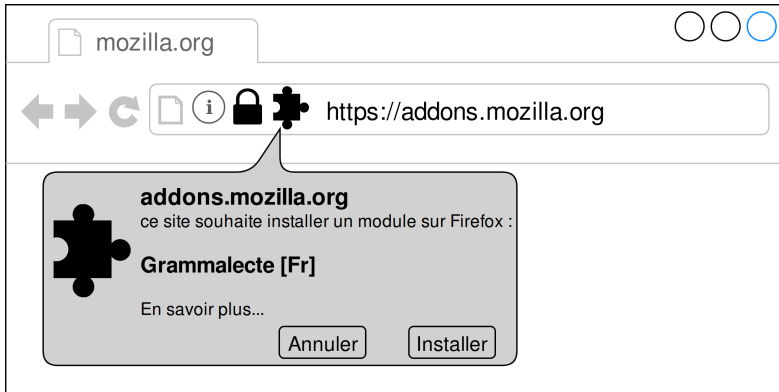 mozilla.org
i
https://addons.mozilla.org
addons.mozilla.org
ce site souhaite installer un module sur Firefox :
Grammalecte [Fr]
En savoir plus...
Annuler
Installer